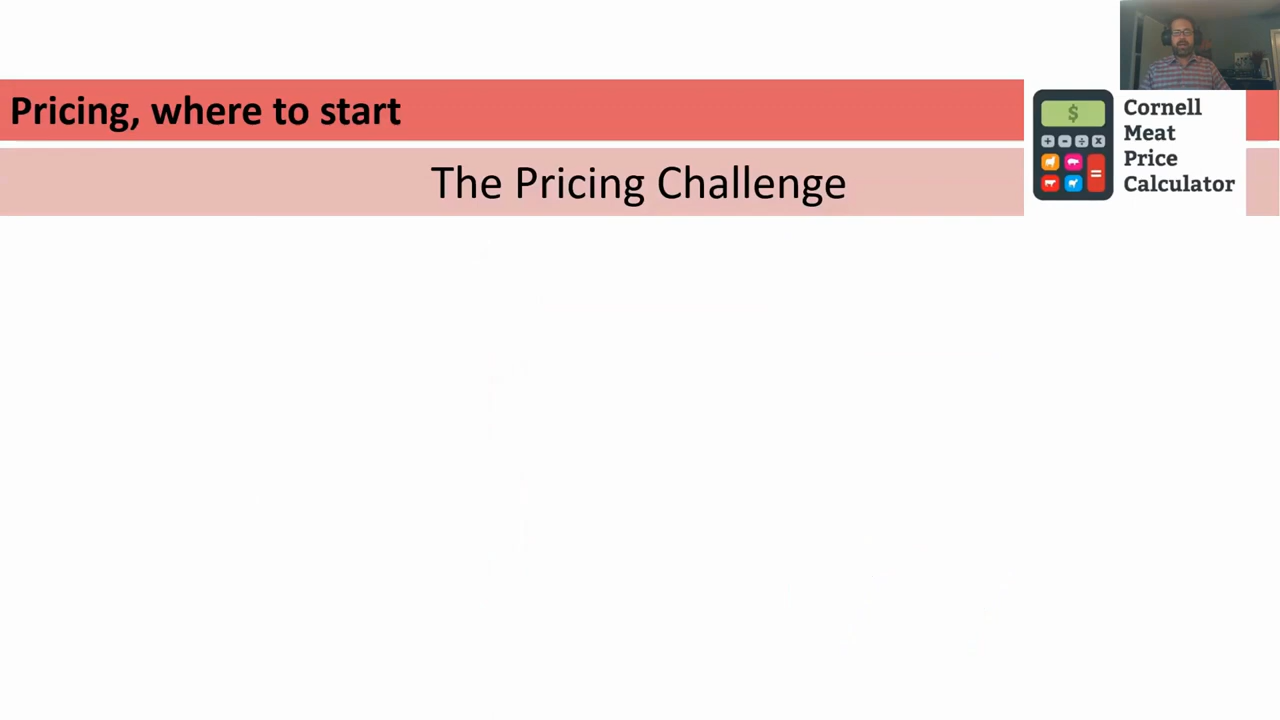 Pricing, where to start
The Pricing Challenge
$
+ − ÷ x
=
Cornell
Meat
Price
Calculator